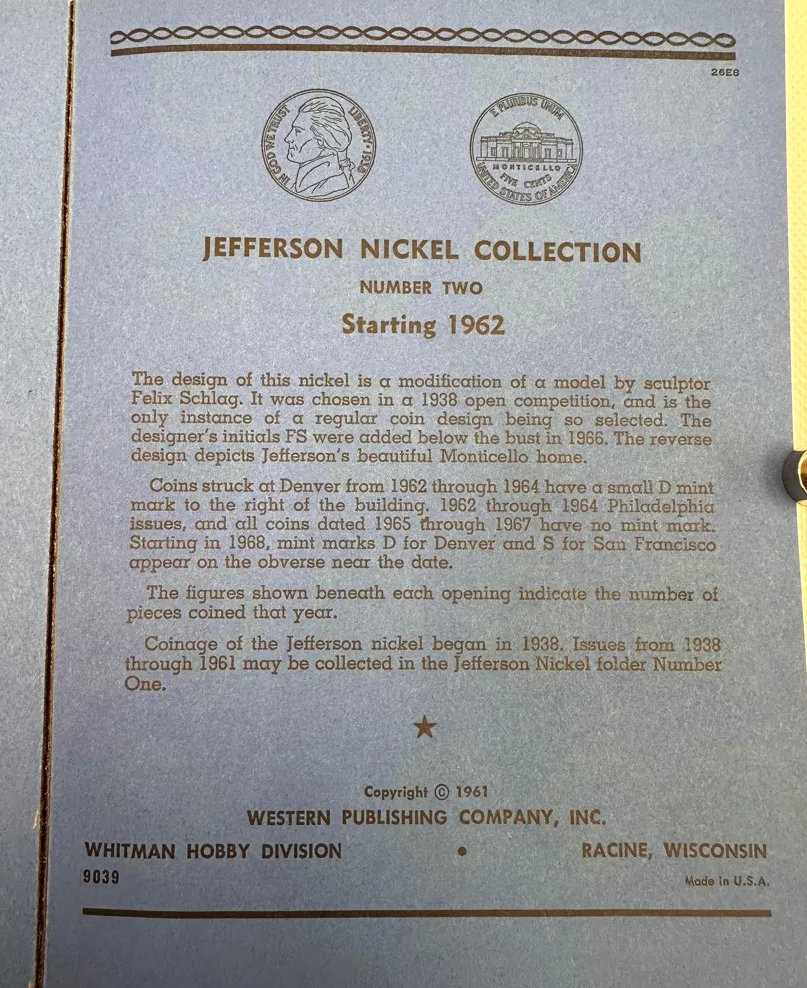 26E8
IN GOD WE TRUST
LIBERTY • 1938
E PLURIBUS UNUM
MONTICELLO
FIVE CENTS
UNITED STATES OF AMERICA
JEFFERSON NICKEL COLLECTION
NUMBER TWO
Starting 1962
The design of this nickel is a modification of a model by sculptor
Felix Schlag. It was chosen in a 1938 open competition, and is the
only instance of a regular coin design being so selected. The
designer's initials FS were added below the bust in 1966. The reverse
design depicts Jefferson's beautiful Monticello home.
Coins struck at Denver from 1962 through 1964 have a small D mint
mark to the right of the building. 1962 through 1964 Philadelphia
issues, and all coins dated 1965 through 1967 have no mint mark.
Starting in 1968, mint marks D for Denver and S for San Francisco
appear on the obverse near the date.
The figures shown beneath each opening indicate the number of
pieces coined that year.
Coinage of the Jefferson nickel began in 1938. Issues from 1938
through 1961 may be collected in the Jefferson Nickel folder Number
One.
Copyright © 1961
WESTERN PUBLISHING COMPANY, INC.
WHITMAN HOBBY DIVISION • RACINE, WISCONSIN
9039 Made in U.S.A.